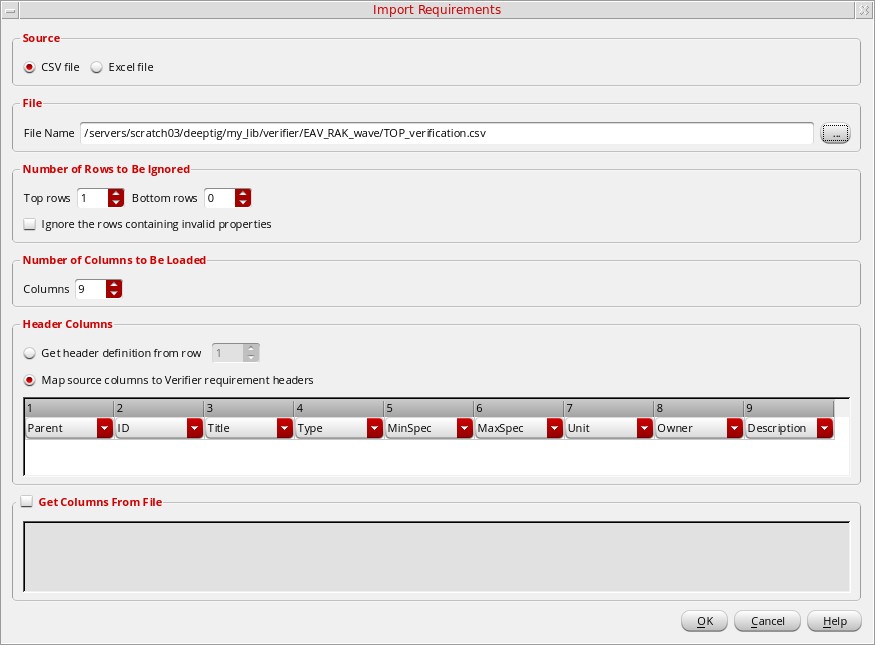 Import Requirements
Source
CSV file Excel file
File
File Name /servers/scratch03/deeptig/my_lib/verifier/EAV_RAK_wave/TOP_verification.csv ...
Number of Rows to Be Ignored
Top rows 1 Bottom rows 0
Ignore the rows containing invalid properties
Number of Columns to Be Loaded
Columns 9
Header Columns
Get header definition from row 1
Map source columns to Verifier requirement headers
1 2 3 4 5 6 7 8 9
Parent ID Title Type MinSpec MaxSpec Unit Owner Description
Get Columns From File
OK Cancel Help